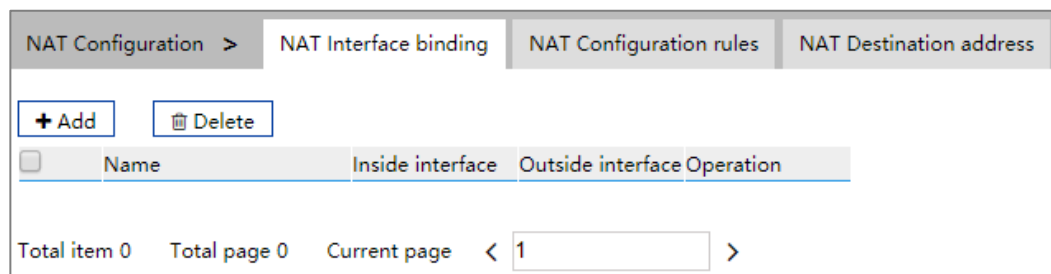 NAT Configuration > NAT Interface binding NAT Configuration rules NAT Destination address
+ Add Delete
Name Inside interface Outside interface Operation
Total item 0 Total page 0 Current page < 1 >